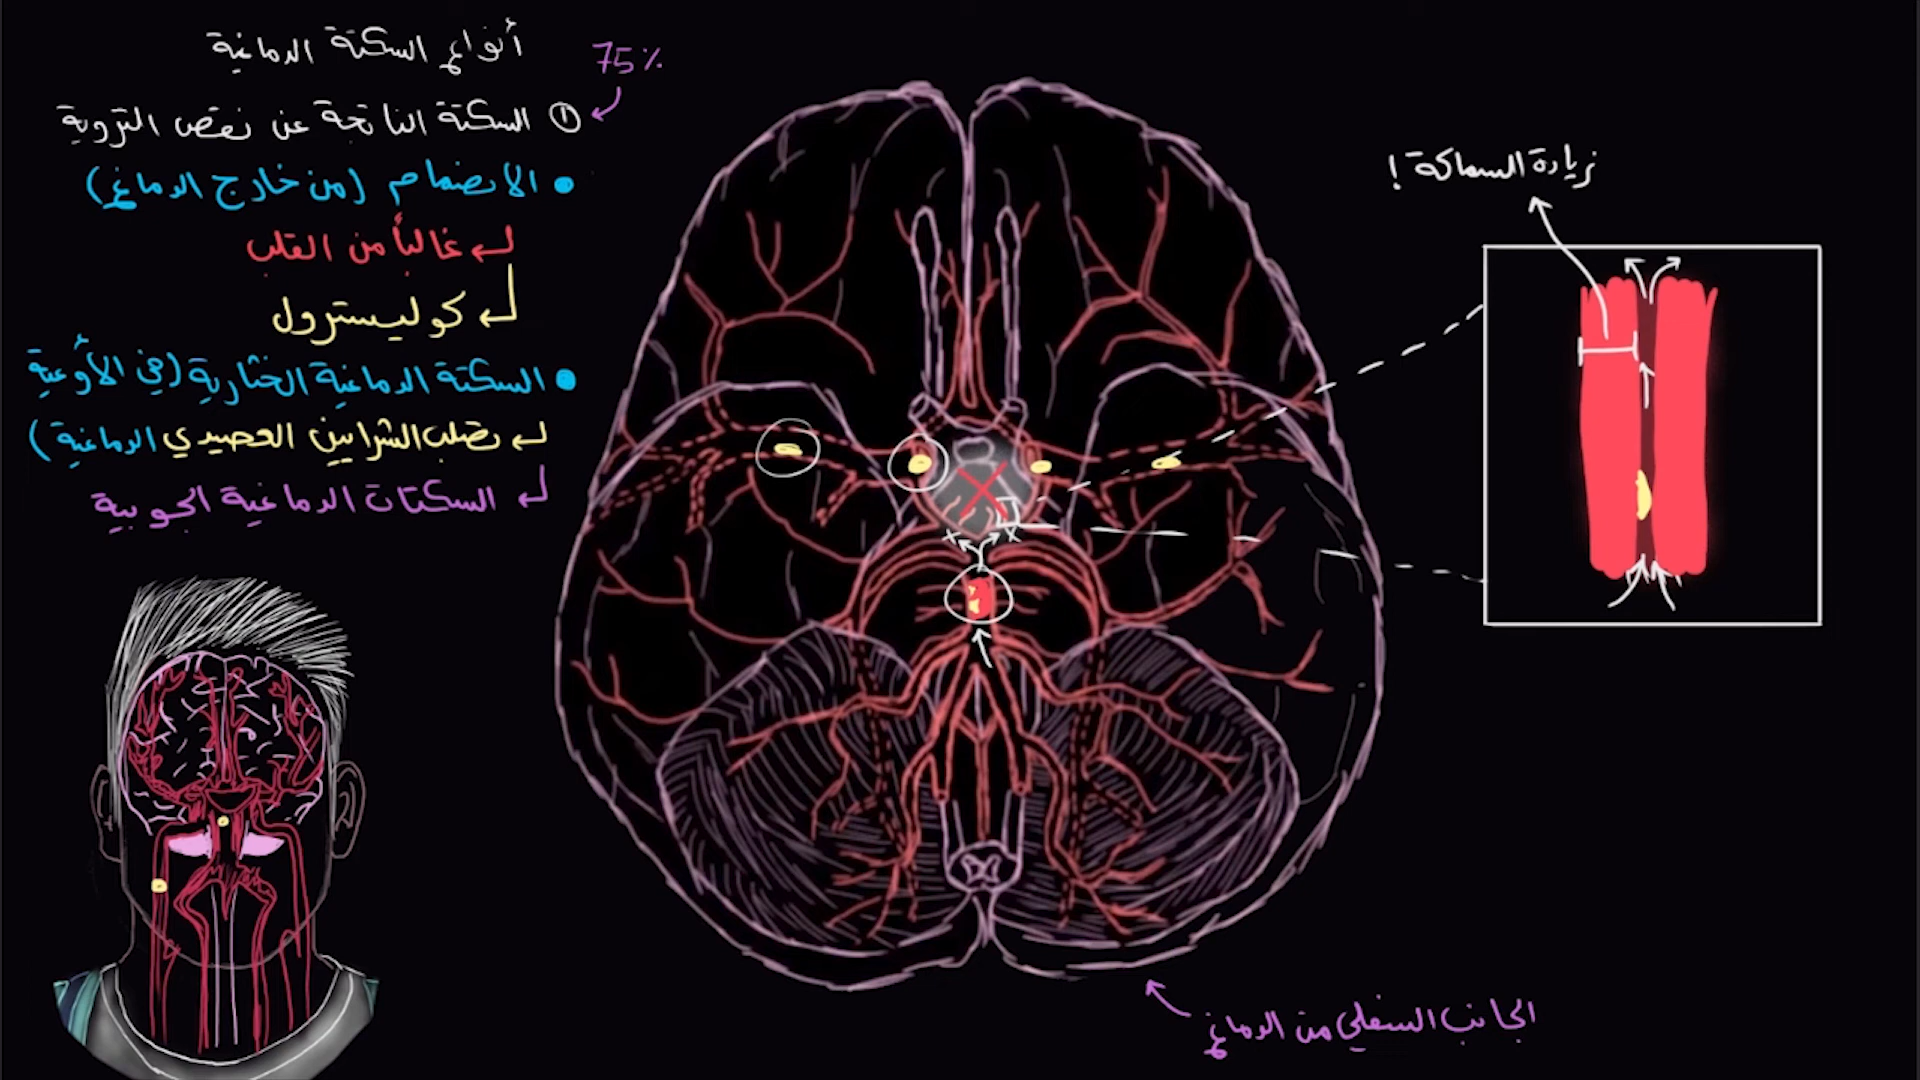 أنواع السكتة الدماغية
75٪
① السكتة الناتجة عن نقص التروية
• الانصمام (من خارج الدماغ)
غالباً من القلب
كوليسترول
• السكتة الدماغية الخثارية (في الأوعية
تصلب الشرايين العصيدي الدماغية)
السكتات الدماغية الجوبية
زيادة السماكة!
الجانب السفلي من الدماغ